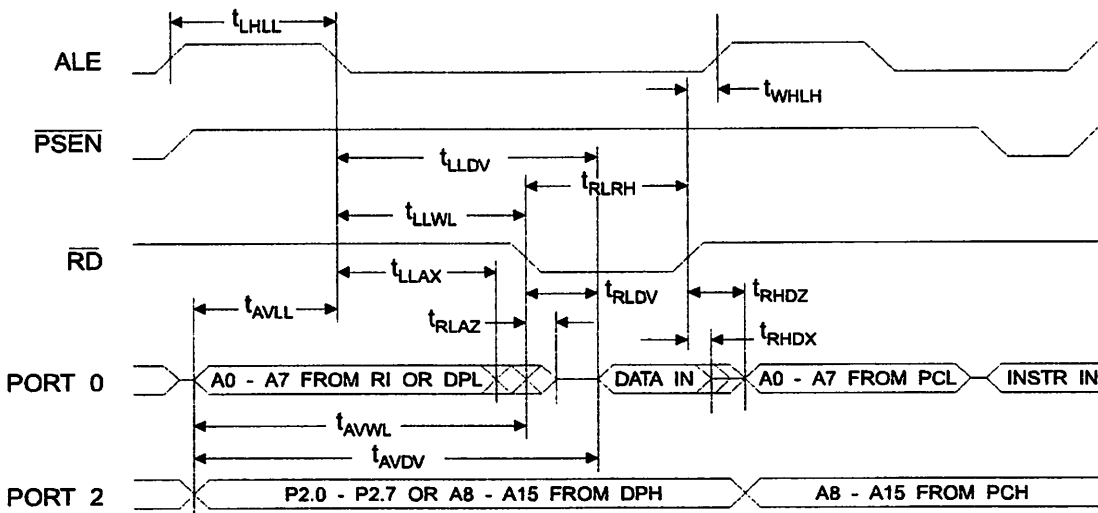 tLHLL
ALE
tWHLH
PSEN
tLLDV
tRLRH
tLLWL
RD
tLLAX
tRLDV
tRHDZ
tAVLL
tRLAZ
tRHDX
PORT 0
A0 - A7 FROM RI OR DPL
DATA IN
A0 - A7 FROM PCL
INSTR IN
tAVWL
tAVDV
PORT 2
P2.0 - P2.7 OR A8 - A15 FROM DPH
A8 - A15 FROM PCH